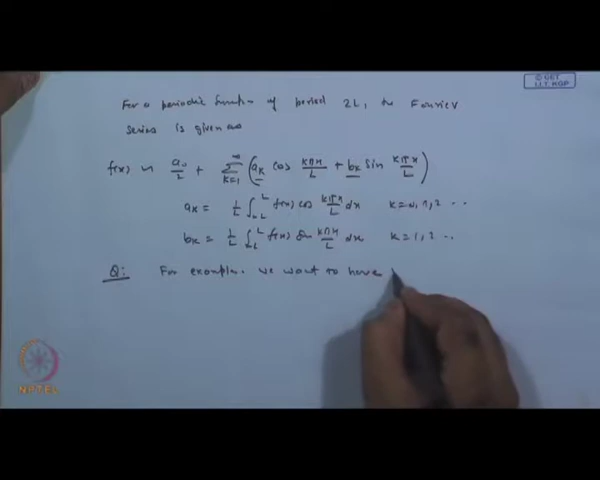 © CET
I.I.T. KGP
For a periodic function of period 2L, the Fourier
series is given as
f(x) ~ a₀/2 + ∑_{k=1}^{∞} (a_k cos kπx/L + b_k sin kπx/L)
a_k = 1/L ∫_{-L}^{L} f(x) cos kπx/L dx k=0,1,2 ...
b_k = 1/L ∫_{-L}^{L} f(x) sin kπx/L dx k=1,2 ...
Q: For example. we want to have
NPTEL